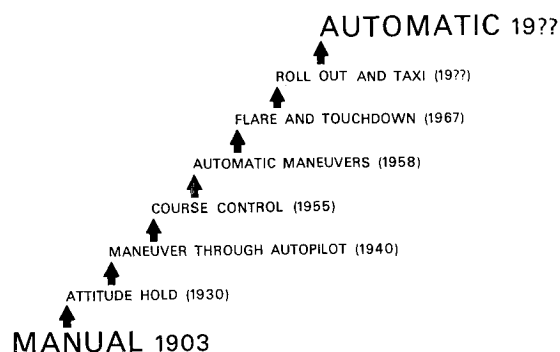 AUTOMATIC 19??
ROLL OUT AND TAXI (19??)
FLARE AND TOUCHDOWN (1967)
AUTOMATIC MANEUVERS (1958)
COURSE CONTROL (1955)
MANEUVER THROUGH AUTOPILOT (1940)
ATTITUDE HOLD (1930)
MANUAL 1903